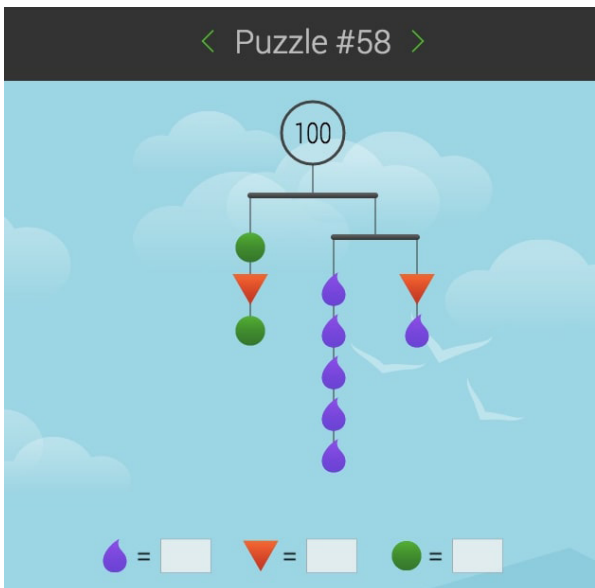 Puzzle #58
100
= = =